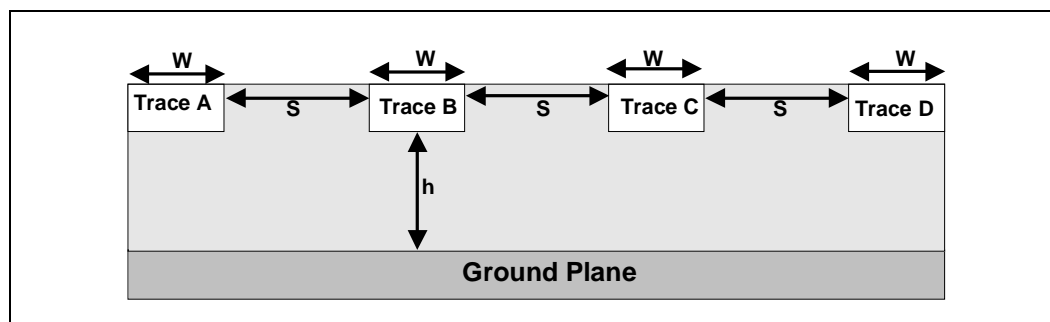 W W W W
Trace A Trace B Trace C Trace D
S S S
h
Ground Plane